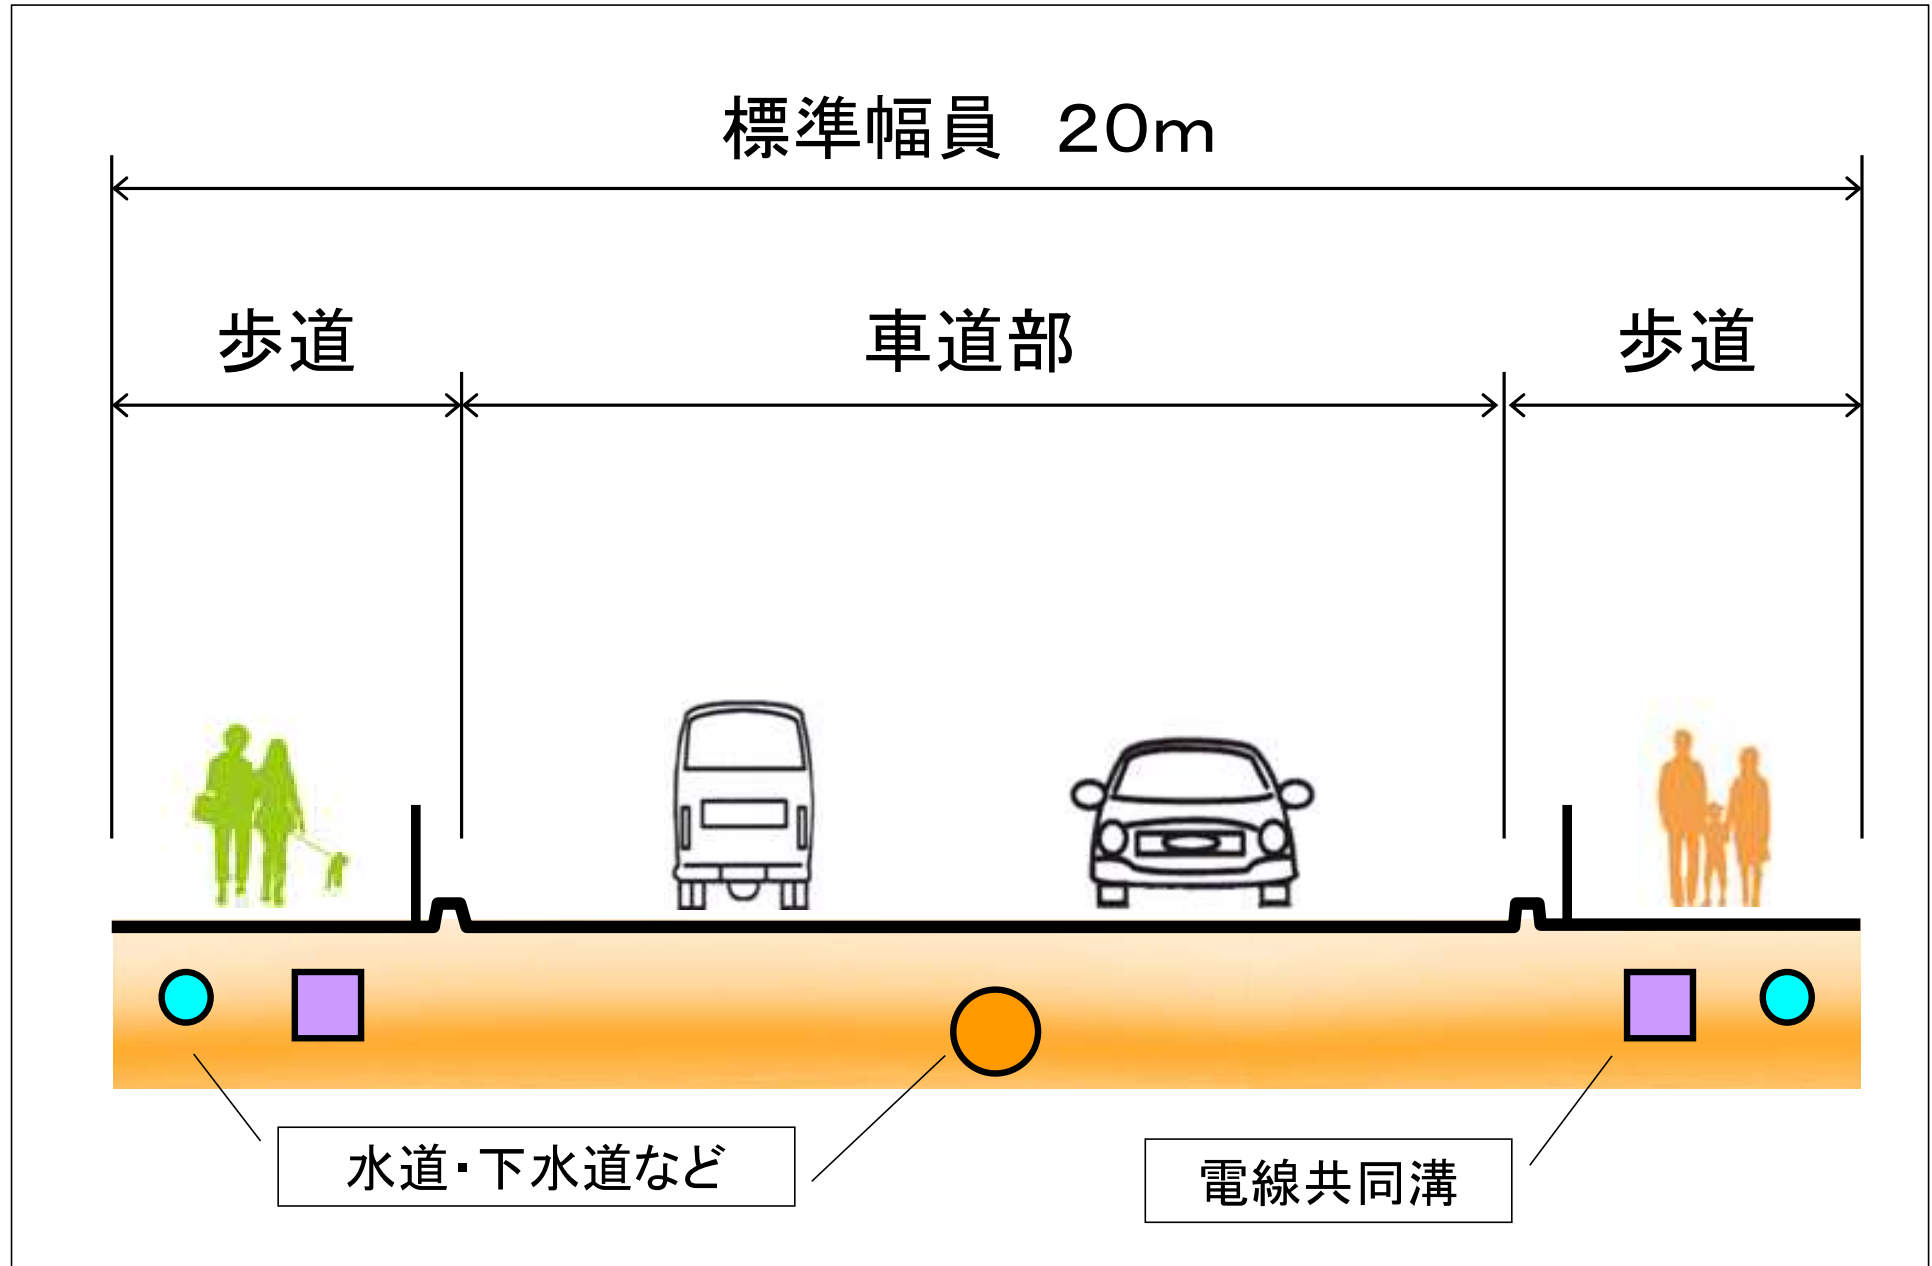 標準幅員　20m
歩道
車道部
歩道
水道・下水道など
電線共同溝